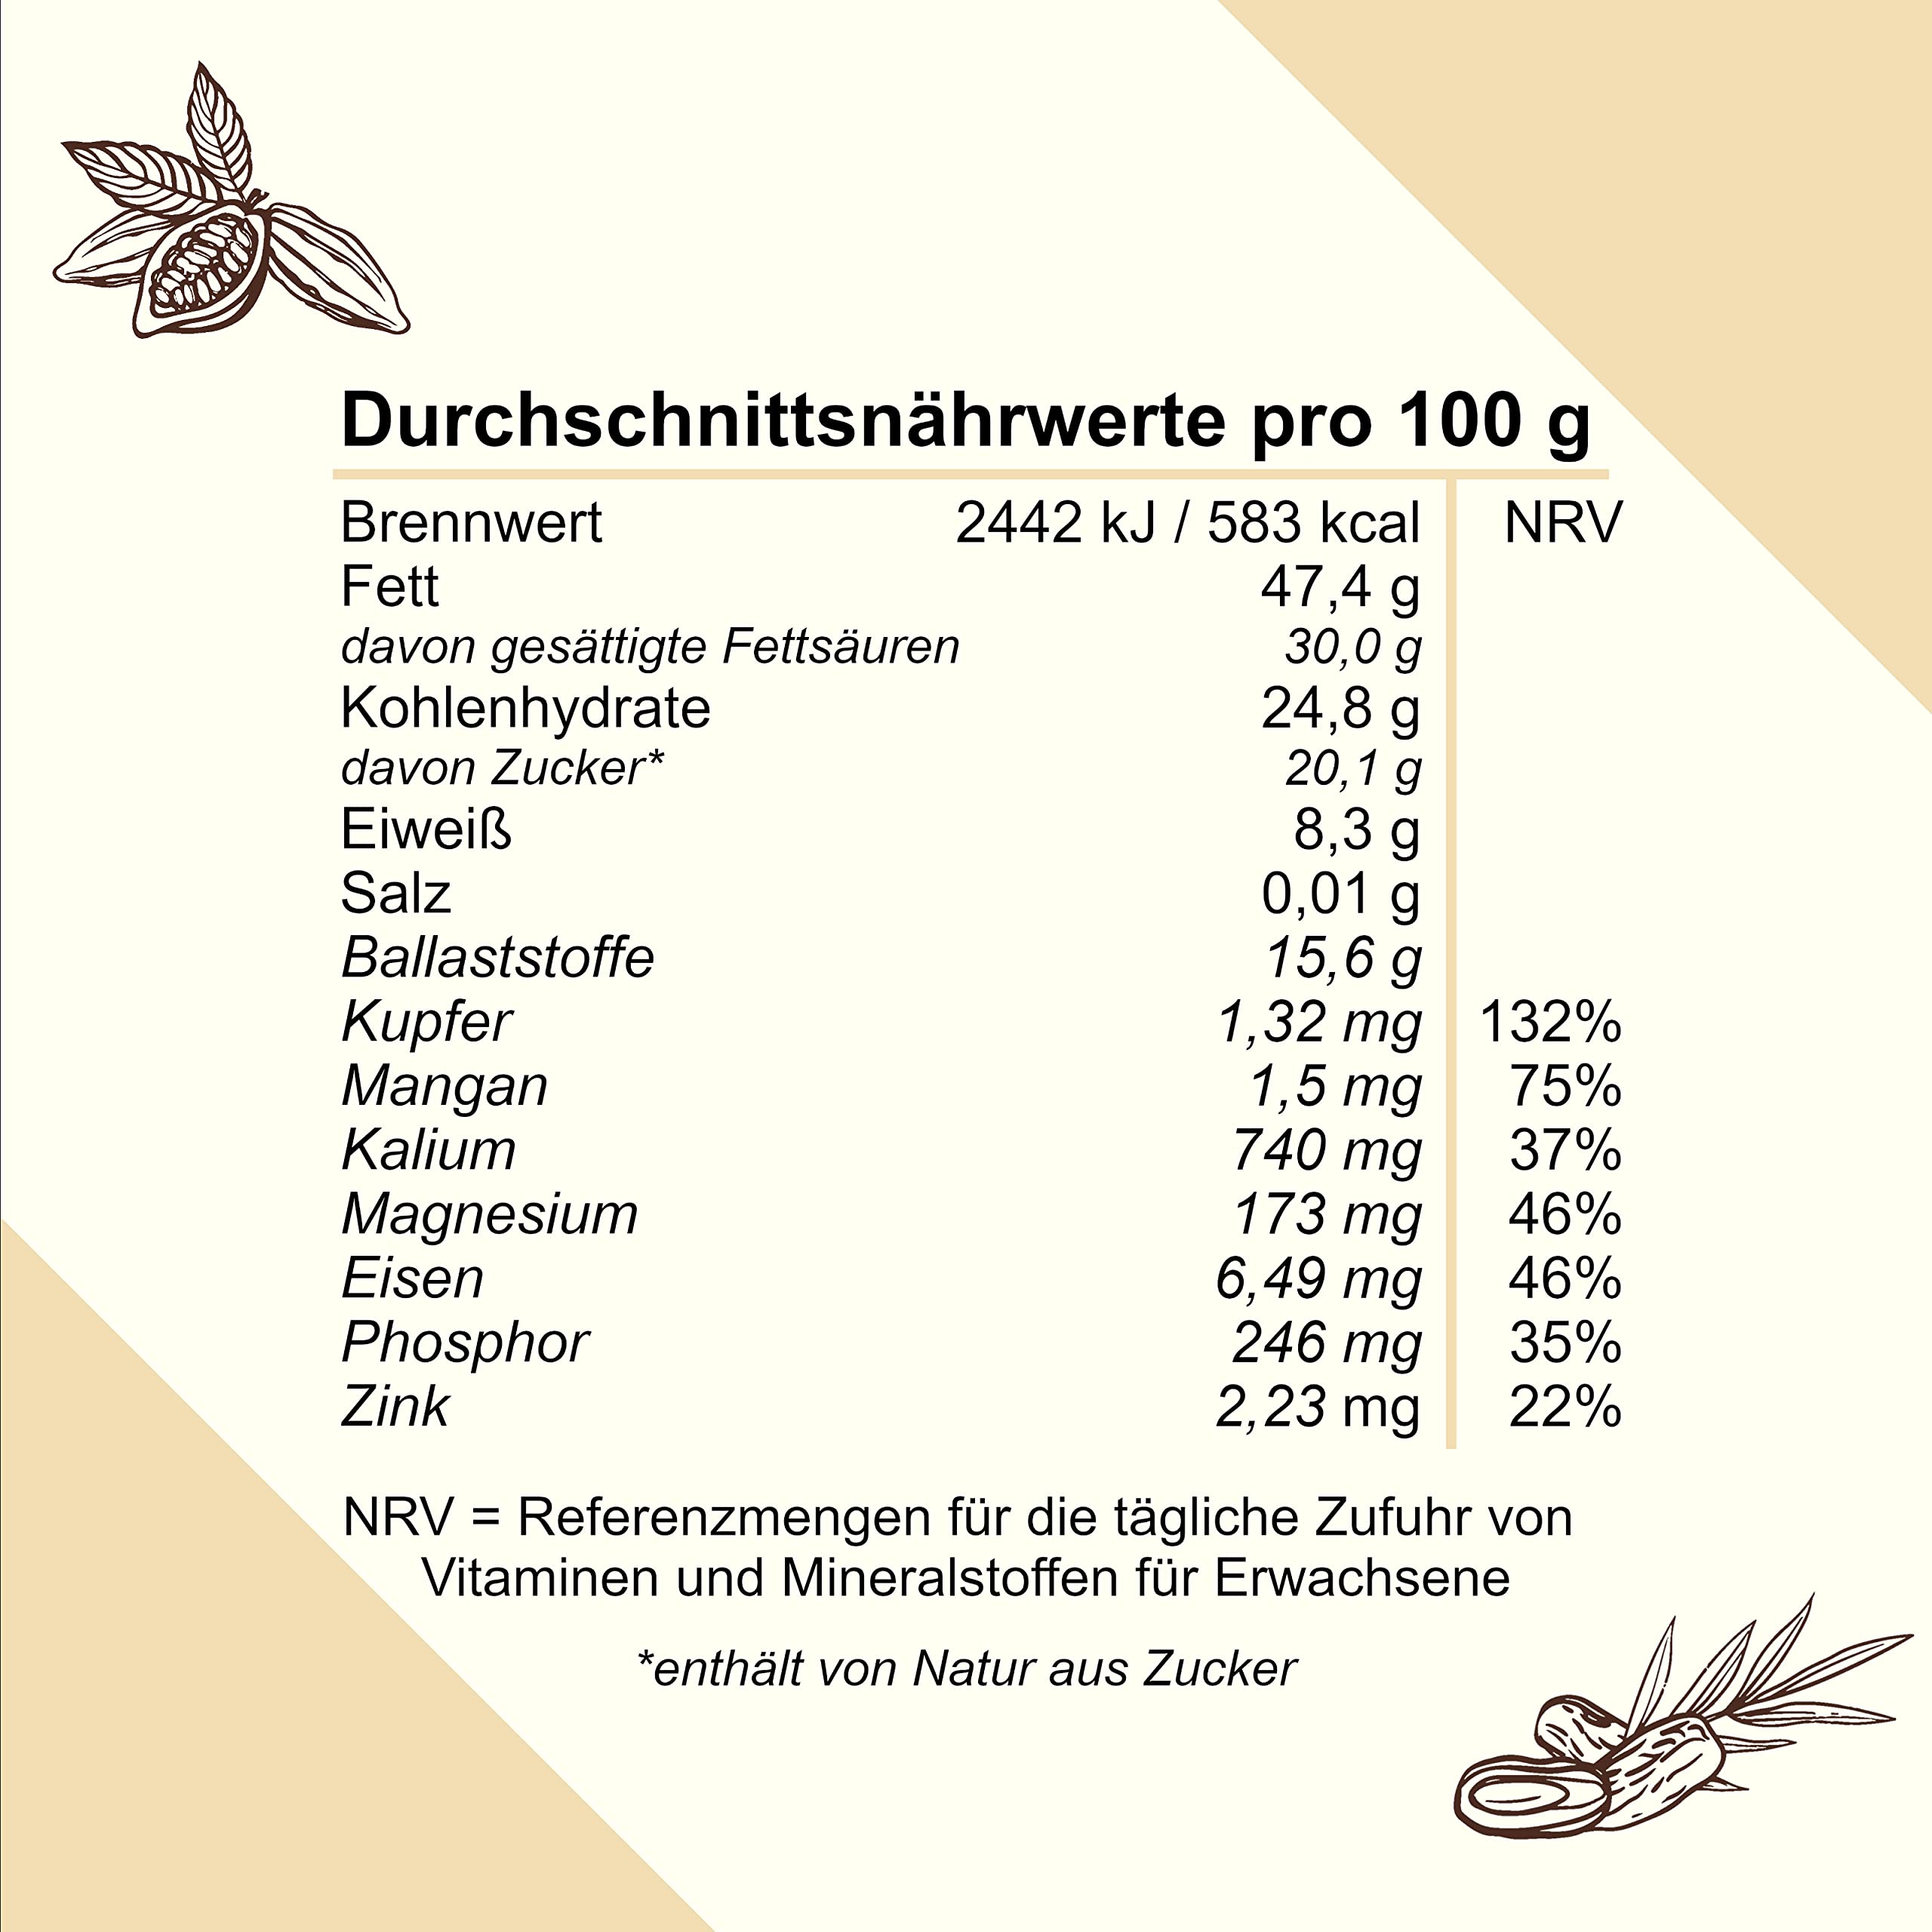 Durchschnittsnährwerte pro 100 g
Brennwert 2442 kJ / 583 kcal NRV
Fett 47,4 g
davon gesättigte Fettsäuren 30,0 g
Kohlenhydrate 24,8 g
davon Zucker* 20,1 g
Eiweiß 8,3 g
Salz 0,01 g
Ballaststoffe 15,6 g
Kupfer 1,32 mg 132%
Mangan 1,5 mg 75%
Kalium 740 mg 37%
Magnesium 173 mg 46%
Eisen 6,49 mg 46%
Phosphor 246 mg 35%
Zink 2,23 mg 22%
NRV = Referenzmengen für die tägliche Zufuhr von
Vitaminen und Mineralstoffen für Erwachsene
*enthält von Natur aus Zucker